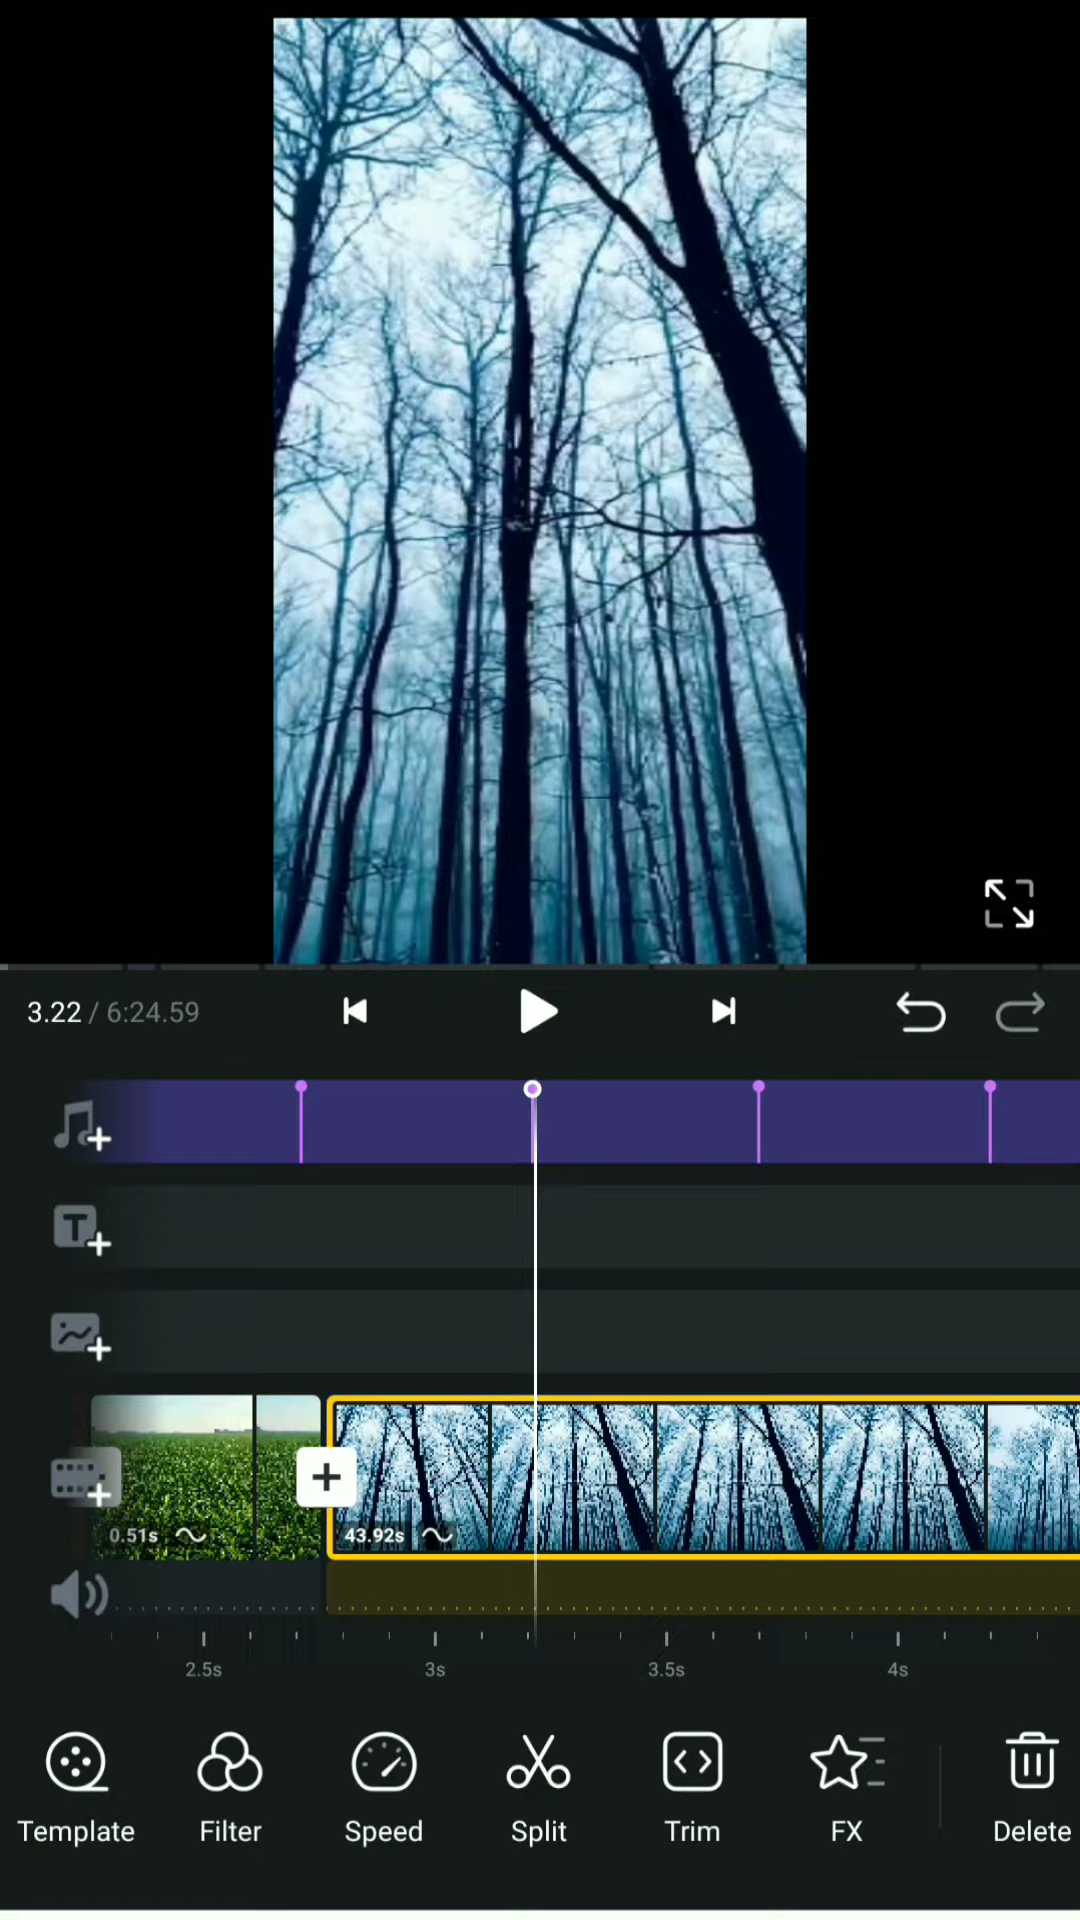 3.22 / 6:24.59
T
0.51s
43.92s
2.5s 3s 3.5s 4s
Template Filter Speed Split Trim FX Delete